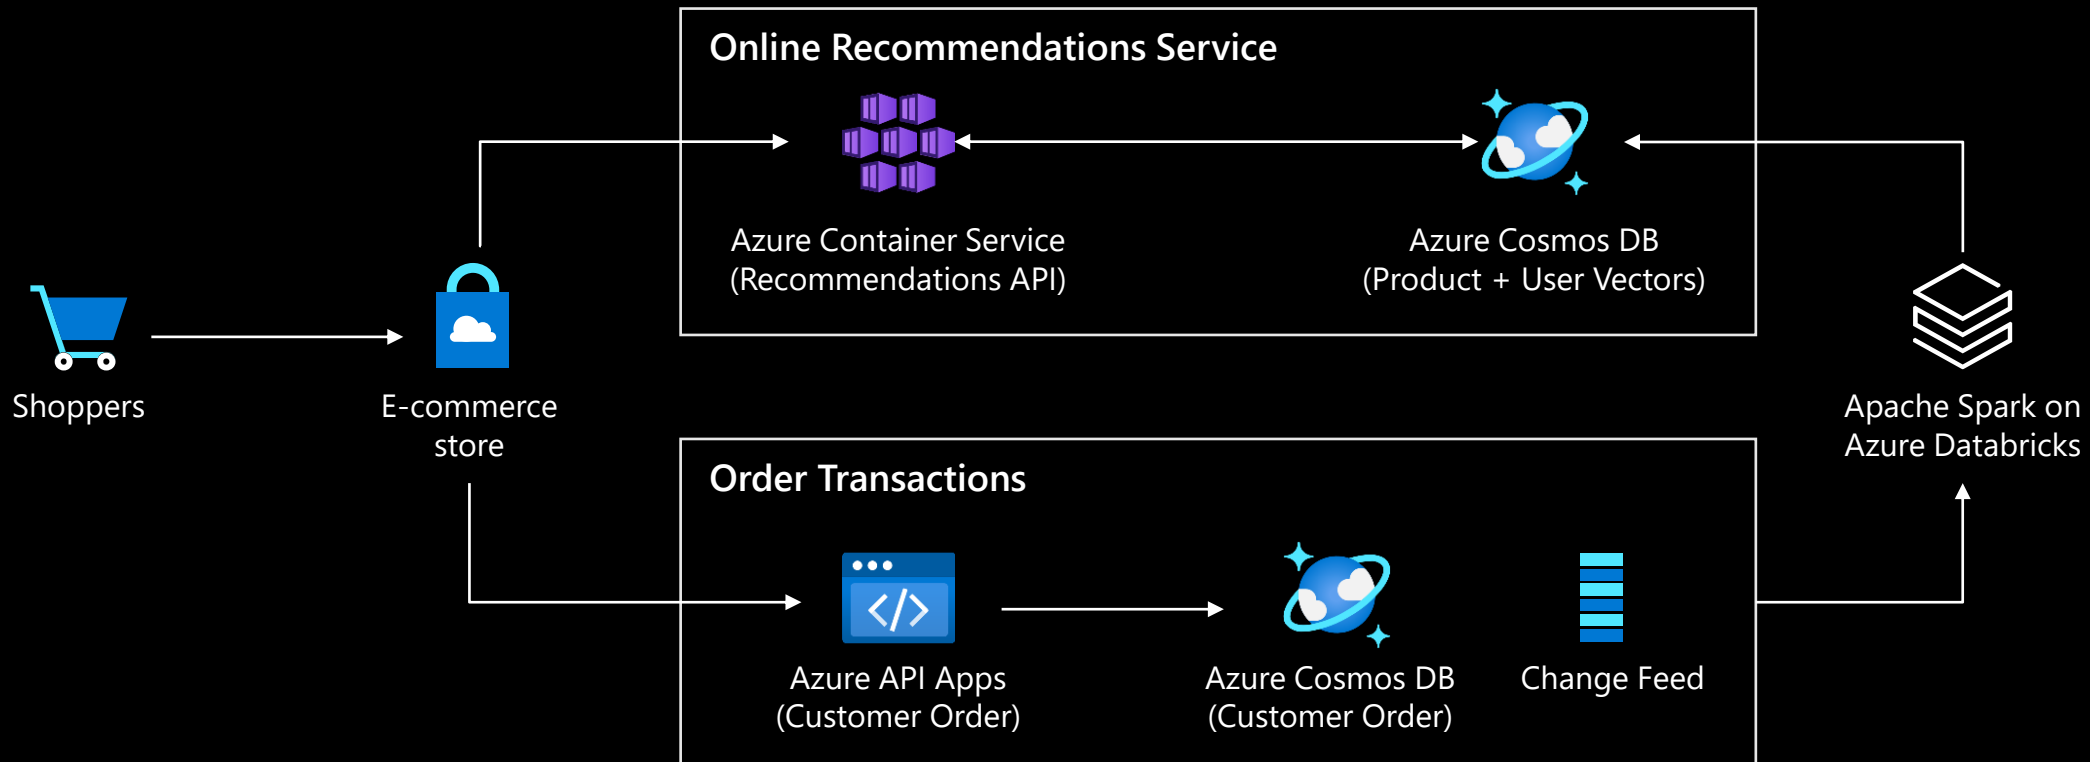 Online Recommendations Service
Azure Container Service
(Recommendations API)
Azure Cosmos DB
(Product + User Vectors)
Shoppers
E-commerce
store
Apache Spark on
Azure Databricks
Order Transactions
Azure API Apps
(Customer Order)
Azure Cosmos DB
(Customer Order)
Change Feed